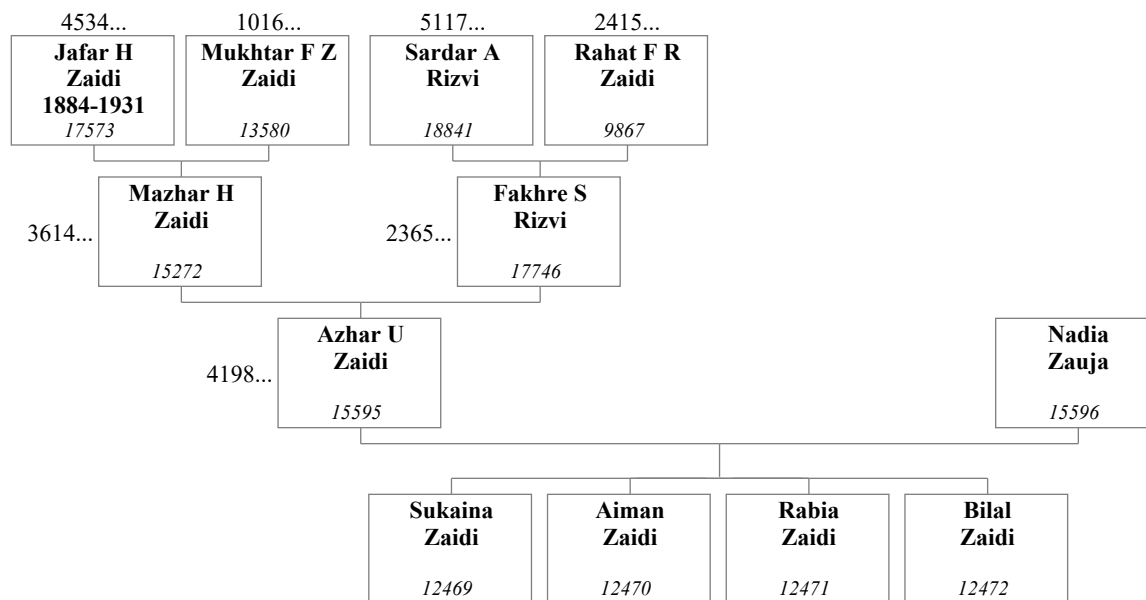 4534...
1016...
5117...
2415...
Jafar H
Zaidi
1884-1931
17573
Mukhtar F Z
Zaidi
13580
Sardar A
Rizvi
18841
Rahat F R
Zaidi
9867
3614...
Mazhar H
Zaidi
15272
2365...
Fakhre S
Rizvi
17746
4198...
Azhar U
Zaidi
15595
Nadia
Zauja
15596
Sukaina
Zaidi
12469
Aiman
Zaidi
12470
Rabia
Zaidi
12471
Bilal
Zaidi
12472